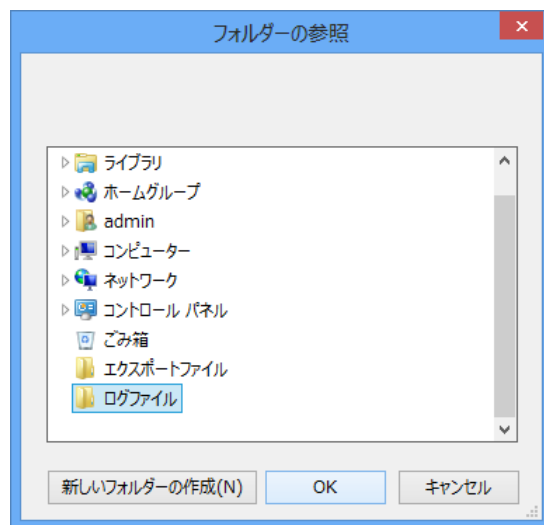 フォルダーの参照
ライブラリ
ホームグループ
admin
コンピューター
ネットワーク
コントロール パネル
ごみ箱
エクスポートファイル
ログファイル
新しいフォルダーの作成(N)
OK
キャンセル